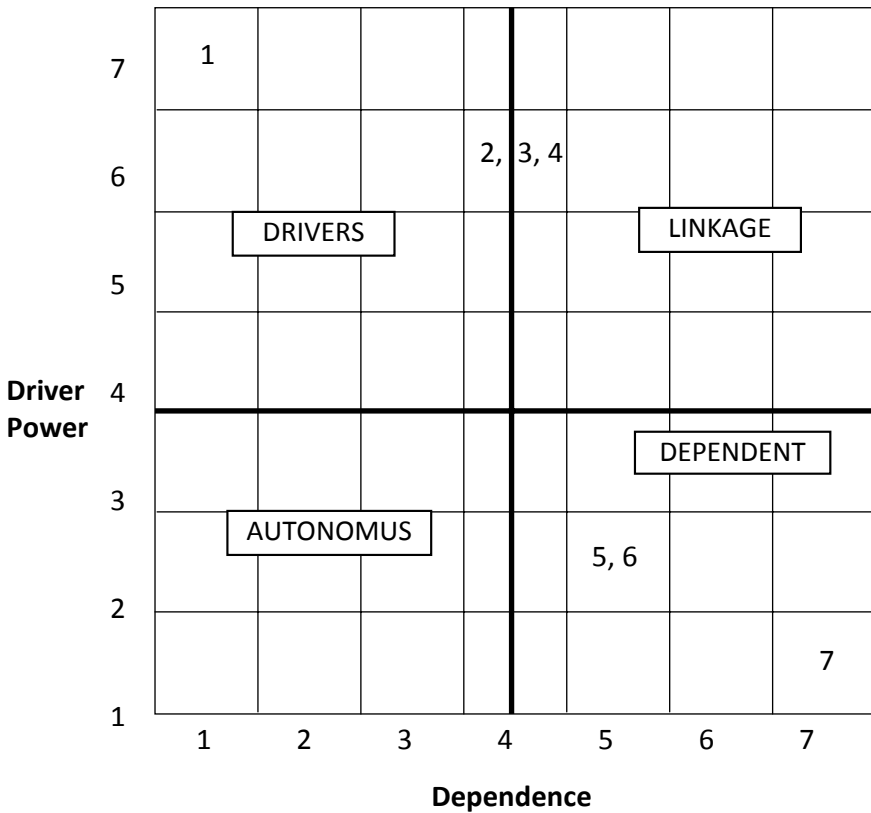 7 1
6 2, 3, 4
DRIVERS LINKAGE
5
Driver 4
Power
DEPENDENT
3
AUTONOMUS
5, 6
2
7
1
1 2 3 4 5 6 7
Dependence